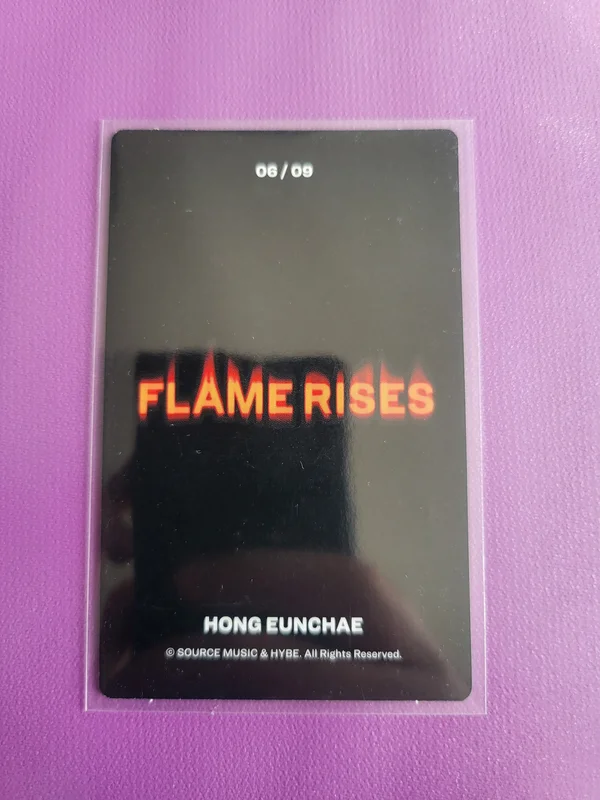 06 / 09
FLAME RISES
HONG EUNCHAE
© SOURCE MUSIC & HYBE. All Rights Reserved.